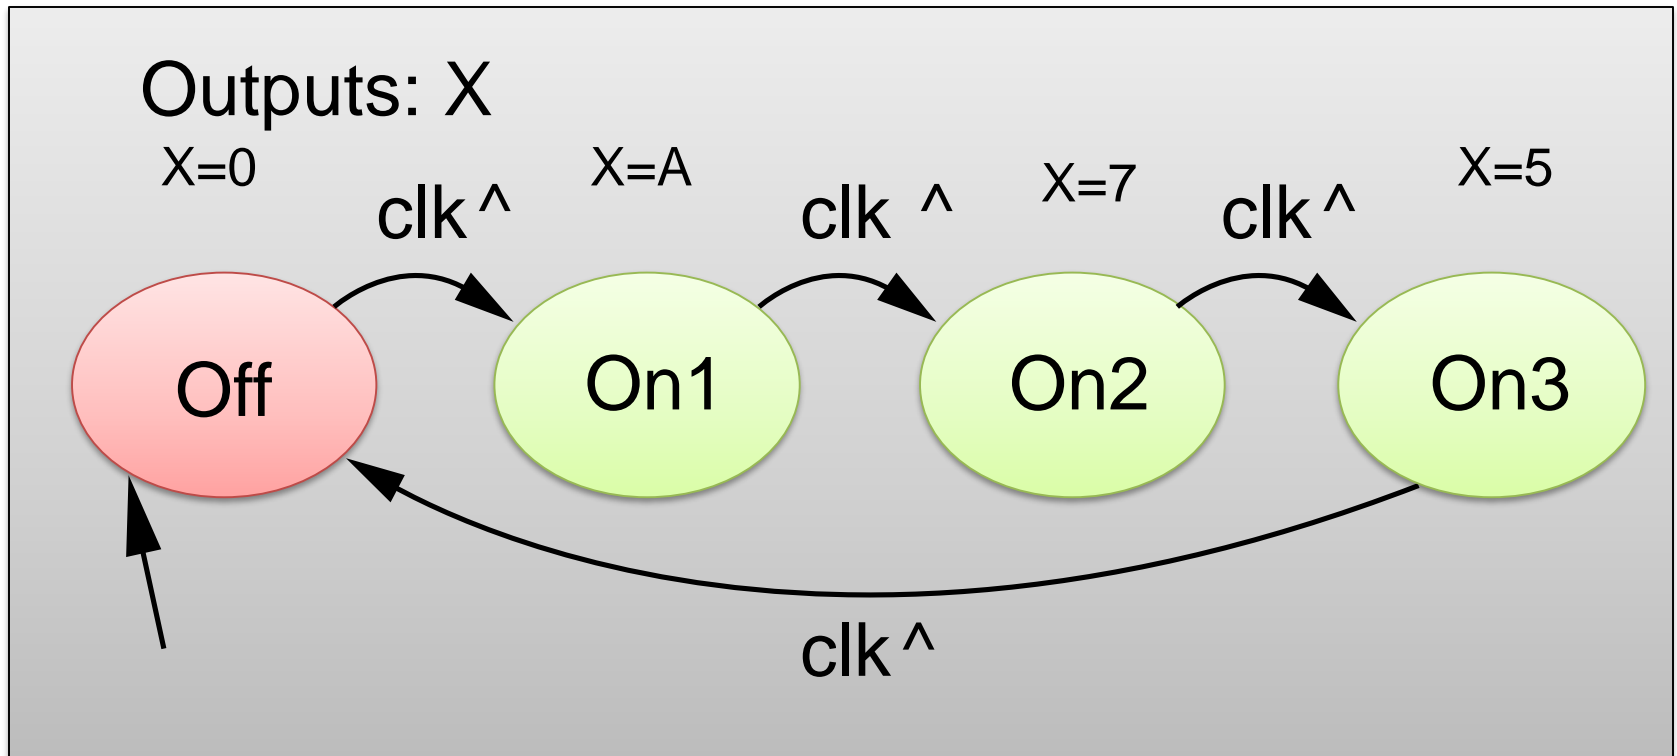 Outputs: X
X=0
X=A
X=7
X=5
clk ^
clk ^
clk ^
Off
On1
On2
On3
clk ^